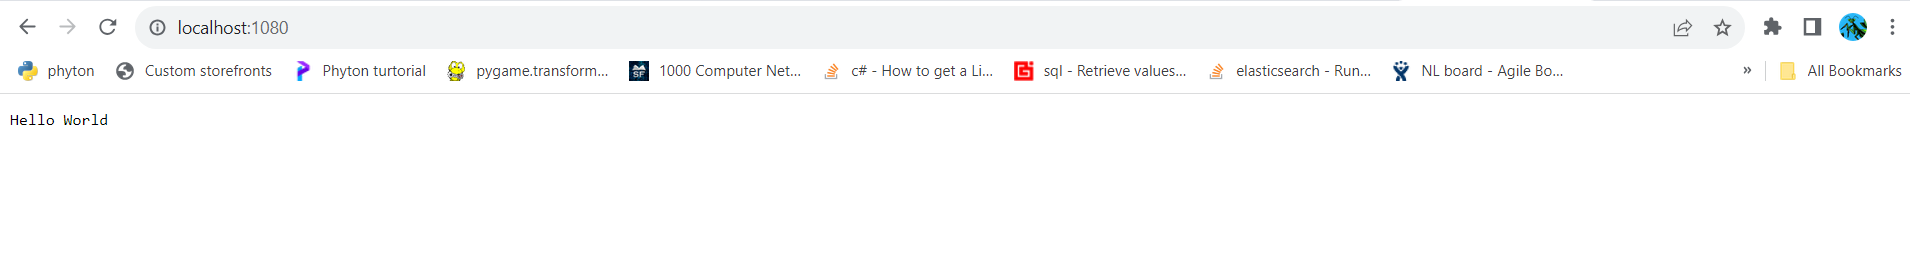 localhost:1080
phyton Custom storefronts Phyton turtorial pygame.transform... 1000 Computer Net... c# - How to get a Li... sql - Retrieve values... elasticsearch - Run... NL board - Agile Bo... » All Bookmarks
Hello World